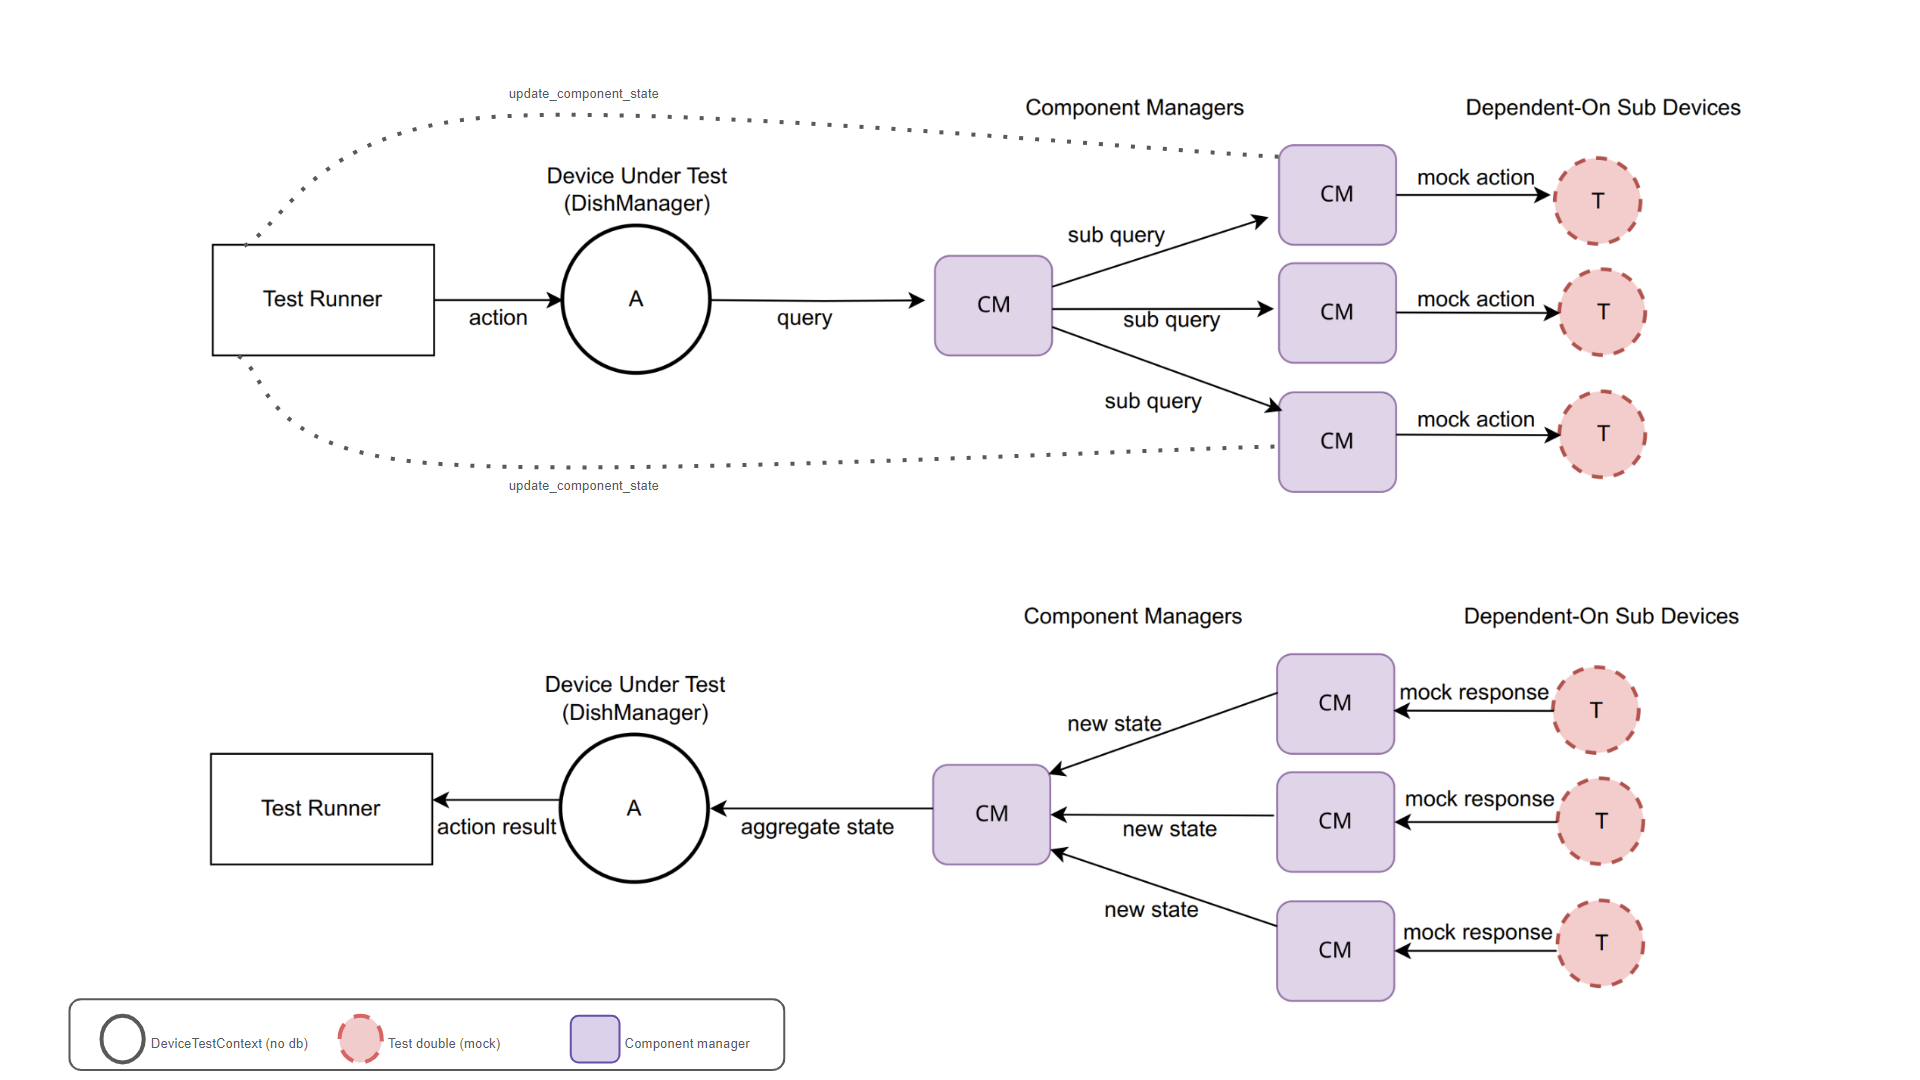 update_component_state
Component Managers
Dependent-On Sub Devices
Device Under Test
(DishManager)
CM
mock action
T
sub query
Test Runner
action
A
query
CM
sub query
CM
mock action
T
sub query
CM
mock action
T
update_component_state
Component Managers
Dependent-On Sub Devices
Device Under Test
(DishManager)
CM
mock response
T
new state
Test Runner
action result
A
aggregate state
CM
new state
CM
mock response
T
new state
CM
mock response
T
DeviceTestContext (no db)
Test double (mock)
Component manager